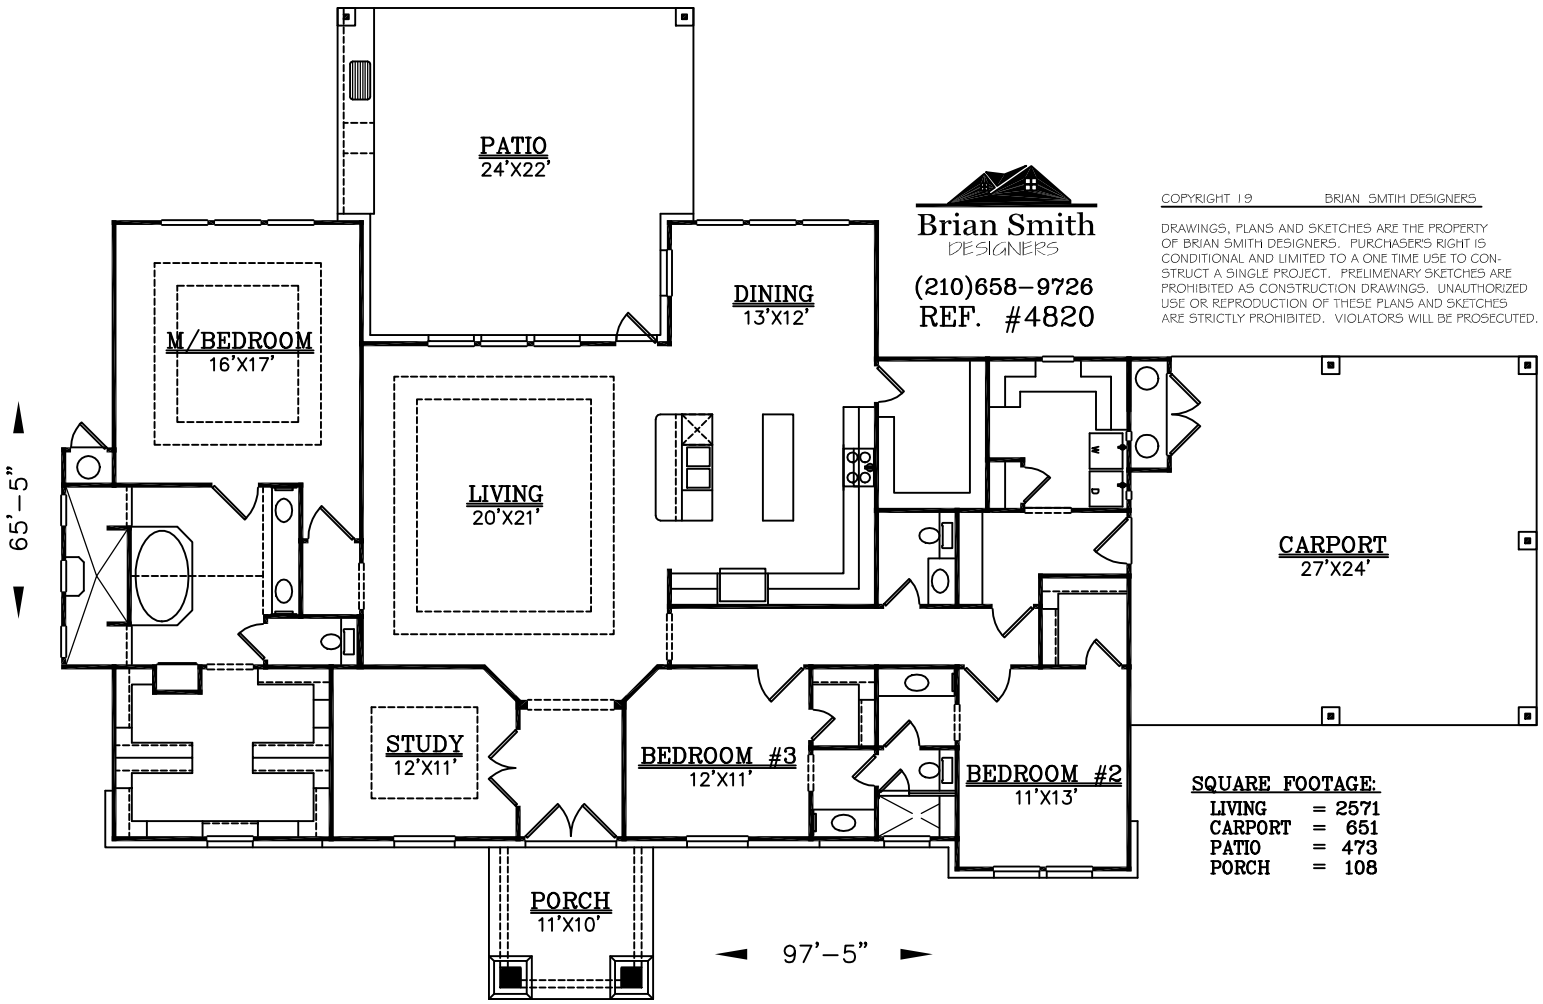 PATIO
24'X22'
Brian Smith
DESIGNERS
(210)658-9726
REF. #4820
COPYRIGHT 19 BRIAN SMTIH DESIGNERS
DRAWINGS, PLANS AND SKETCHES ARE THE PROPERTY
OF BRIAN SMITH DESIGNERS. PURCHASER'S RIGHT IS
CONDITIONAL AND LIMITED TO A ONE TIME USE TO CON-
STRUCT A SINGLE PROJECT. PRELIMENARY SKETCHES ARE
PROHIBITED AS CONSTRUCTION DRAWINGS. UNAUTHORIZED
USE OR REPRODUCTION OF THESE PLANS AND SKETCHES
ARE STRICTLY PROHIBITED. VIOLATORS WILL BE PROSECUTED.
DINING
13'X12'
M/BEDROOM
16'X17'
65'-5"
LIVING
20'X21'
W
D
CARPORT
27'X24'
STUDY
12'X11'
BEDROOM #3
12'X11'
BEDROOM #2
11'X13'
SQUARE FOOTAGE:
LIVING = 2571
CARPORT = 651
PATIO = 473
PORCH = 108
PORCH
11'X10'
97'-5"